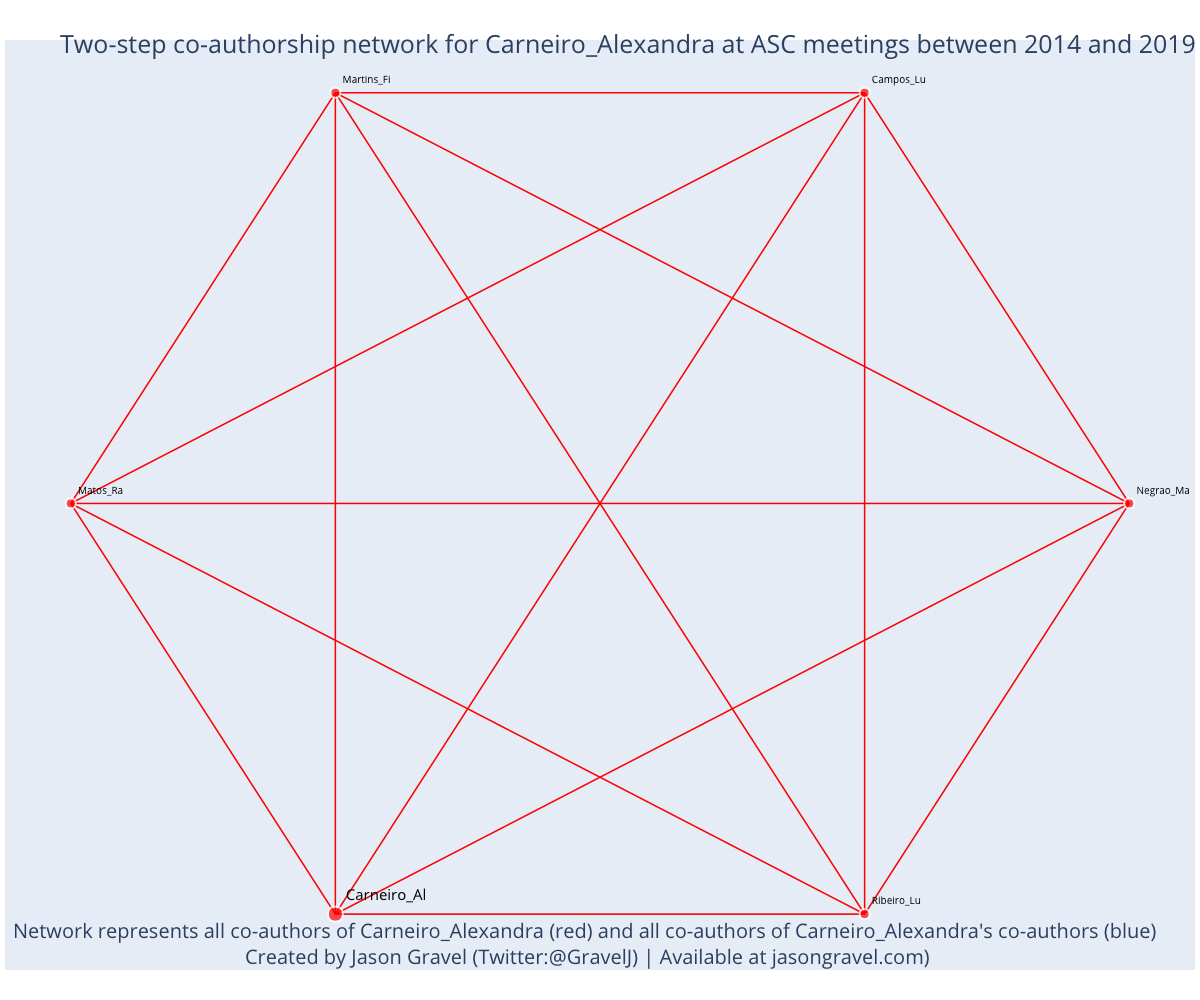 Two-step co-authorship network for Carneiro_Alexandra at ASC meetings between 2014 and 2019
Martins_Fi
Campos_Lu
Matos_Ra
Negrao_Ma
Carneiro_Al
Ribeiro_Lu
Network represents all co-authors of Carneiro_Alexandra (red) and all co-authors of Carneiro_Alexandra's co-authors (blue)
Created by Jason Gravel (Twitter:@GravelJ) | Available at jasongravel.com)